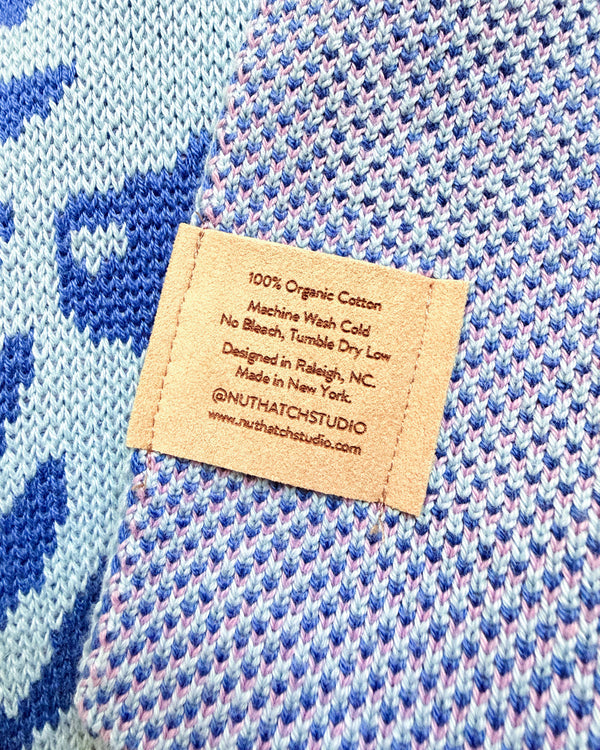 100% Organic Cotton
Machine Wash Cold
No Bleach, Tumble Dry Low
Designed in Raleigh, NC.
Made in New York.
@NUTHATCHSTUDIO
www.nuthatchstudio.com